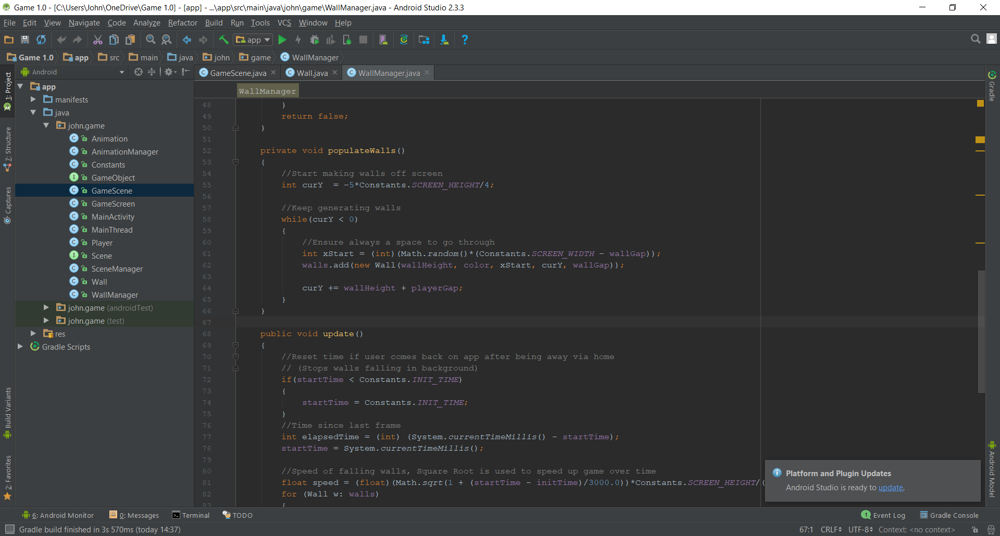 Game 1.0 - [C:\Users\John\OneDrive\Game 1.0] - [app] - ...\app\src\main\java\john\game\WallManager.java - Android Studio 2.3.3
File Edit View Navigate Code Analyze Refactor Build Run Tools VCS Window Help
app
Game 1.0 app src main java john game WallManager
Android
GameScene.java Wall.java WallManager.java
1: Project
7: Structure
Captures
Build Variants
2: Favorites
app
manifests
java
john.game
Animation
AnimationManager
Constants
GameObject
GameScene
GameScreen
MainActivity
MainThread
Player
Scene
SceneManager
Wall
WallManager
john.game (androidTest)
john.game (test)
res
Gradle Scripts
WallManager
48 }
49 return false;
50 }
51
52 private void populateWalls()
53 {
54 //Start making walls off screen
55 int curY  = -5*Constants.SCREEN_HEIGHT/4;
56
57 //Keep generating walls
58 while(curY < 0)
59 {
60 //Ensure always a space to go through
61 int xStart = (int)(Math.random()*(Constants.SCREEN_WIDTH - wallGap));
62 walls.add(new Wall(wallHeight, color, xStart, curY, wallGap));
63
64 curY += wallHeight + playerGap;
65 }
66 }
67
68 public void update()
69 {
70 //Reset time if user comes back on app after being away via home
71 // (Stops walls falling in background)
72 if(startTime < Constants.INIT_TIME)
73 {
74 startTime = Constants.INIT_TIME;
75 }
76 //Time since last frame
77 int elapsedTime = (int) (System.currentTimeMillis() - startTime);
78 startTime = System.currentTimeMillis();
79
80 //Speed of falling walls, Square Root is used to speed up game over time
81 float speed = (float)(Math.sqrt(1 + (startTime - initTime)/3000.0))*Constants.SCREEN_HEIGHT/(
82 for (Wall w: walls)
83 {
Gradle
Android Model
Platform and Plugin Updates
Android Studio is ready to update.
6: Android Monitor 0: Messages Terminal TODO 1 Event Log Gradle Console
Gradle build finished in 3s 570ms (today 14:37) 67:1 CRLF UTF-8 Context: <no context>